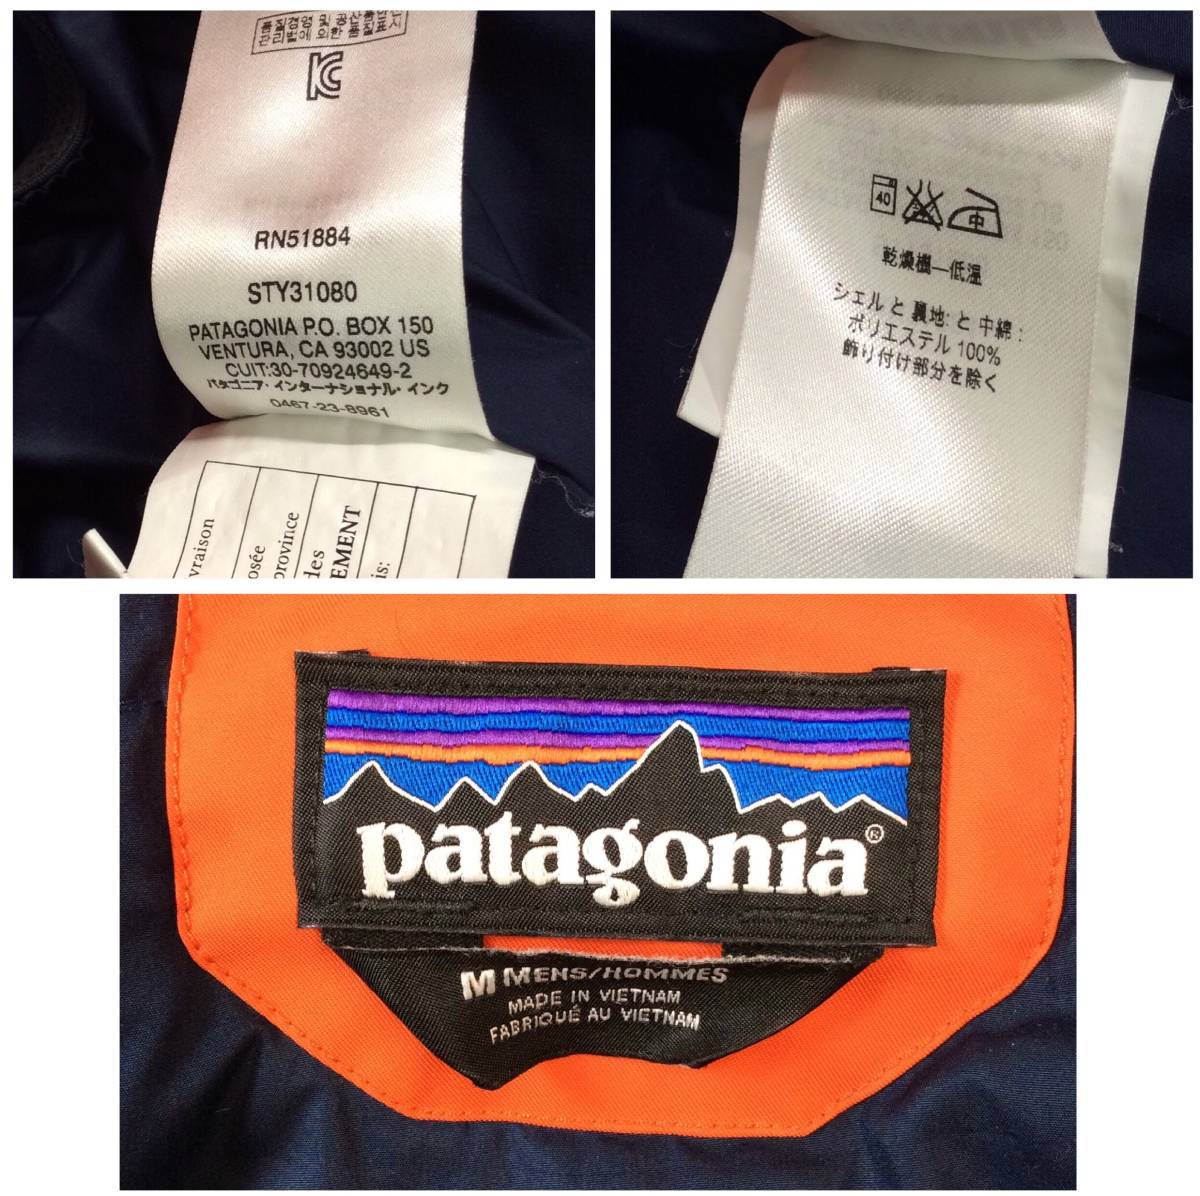 RN51884
STY31080
PATAGONIA P.O. BOX 150
VENTURA, CA 93002 US
CUIT:30-70924649-2
パタゴニア・インターナショナル・インク
0467-23-8961
vraison
osée
province
des
EMENT
is:
40
中
乾燥機—低温
シェルと 裏地:と 中綿:
ポリエステル 100%
飾り付け部分を除く
patagonia®
M MENS/HOMMES
MADE IN VIETNAM
FABRIQUÉ AU VIETNAM